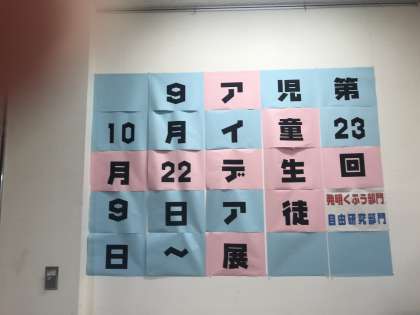 第23回
発明くふう部門
自由研究部門
児童生徒
アイデア展
9月22日～
10月9日